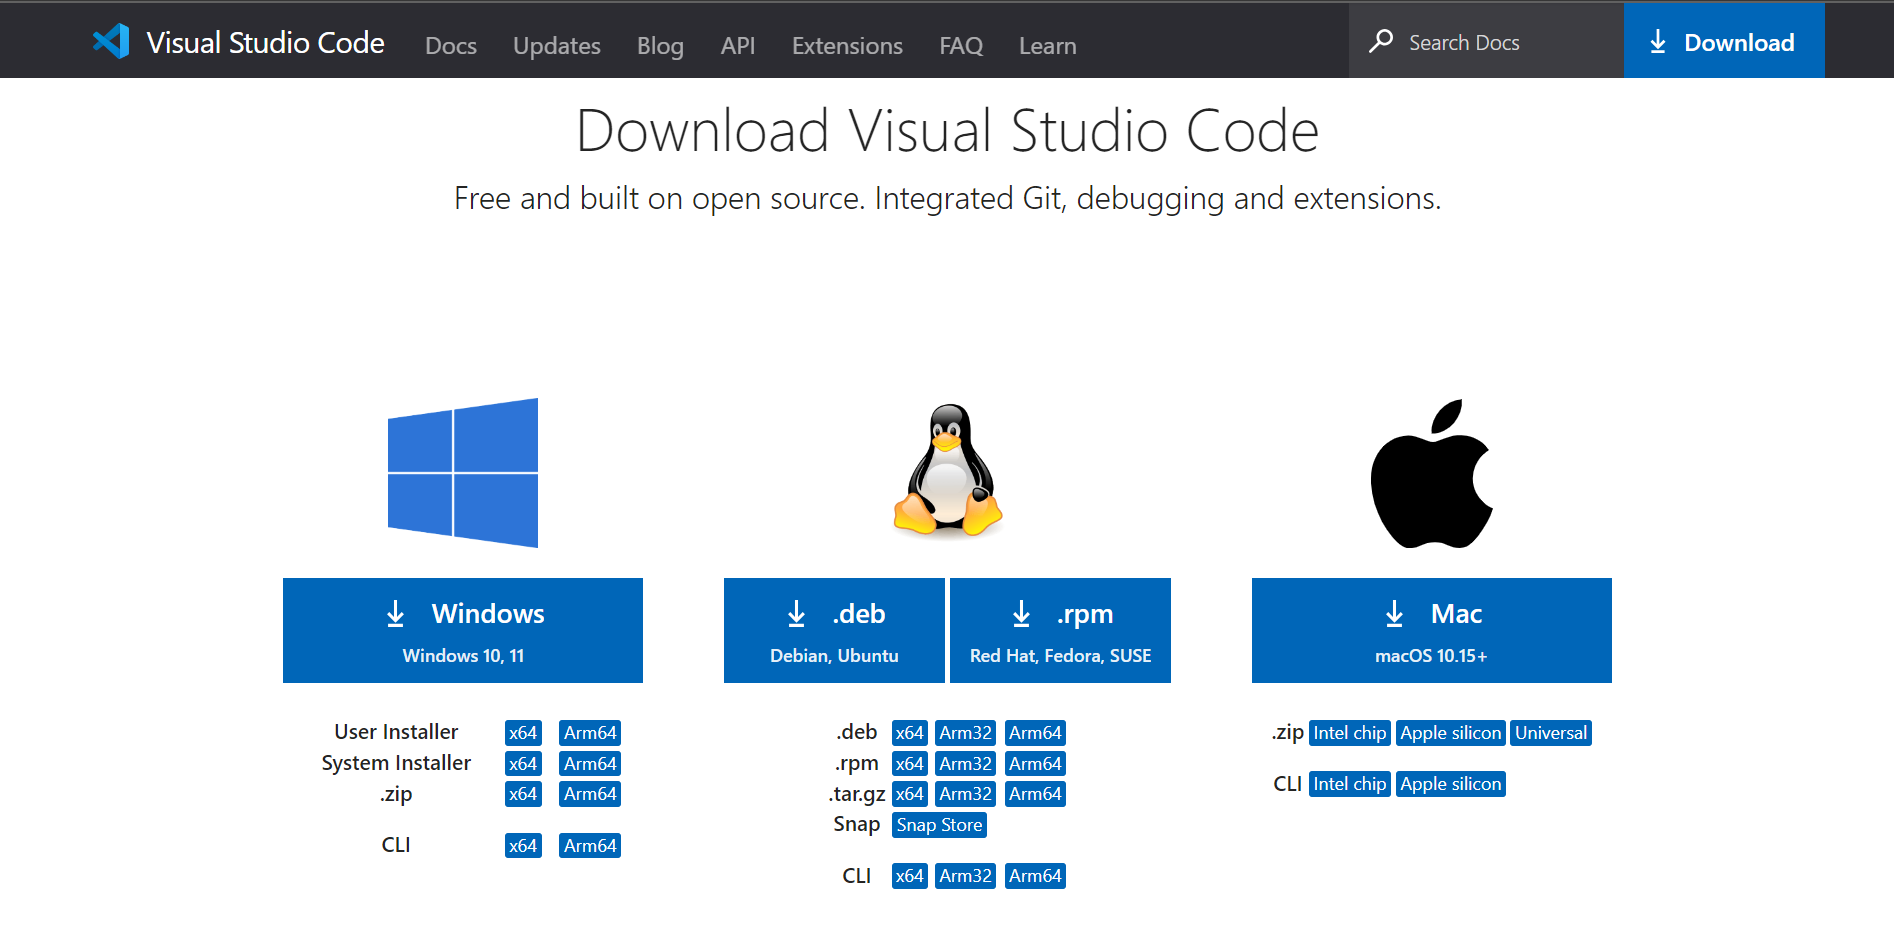 Visual Studio Code Docs Updates Blog API Extensions FAQ Learn Search Docs Download
Download Visual Studio Code
Free and built on open source. Integrated Git, debugging and extensions.
Windows
Windows 10, 11
User Installer x64 Arm64
System Installer x64 Arm64
.zip x64 Arm64
CLI x64 Arm64
.deb
Debian, Ubuntu
.rpm
Red Hat, Fedora, SUSE
.deb x64 Arm32 Arm64
.rpm x64 Arm32 Arm64
.tar.gz x64 Arm32 Arm64
Snap Snap Store
CLI x64 Arm32 Arm64
Mac
macOS 10.15+
.zip Intel chip Apple silicon Universal
CLI Intel chip Apple silicon